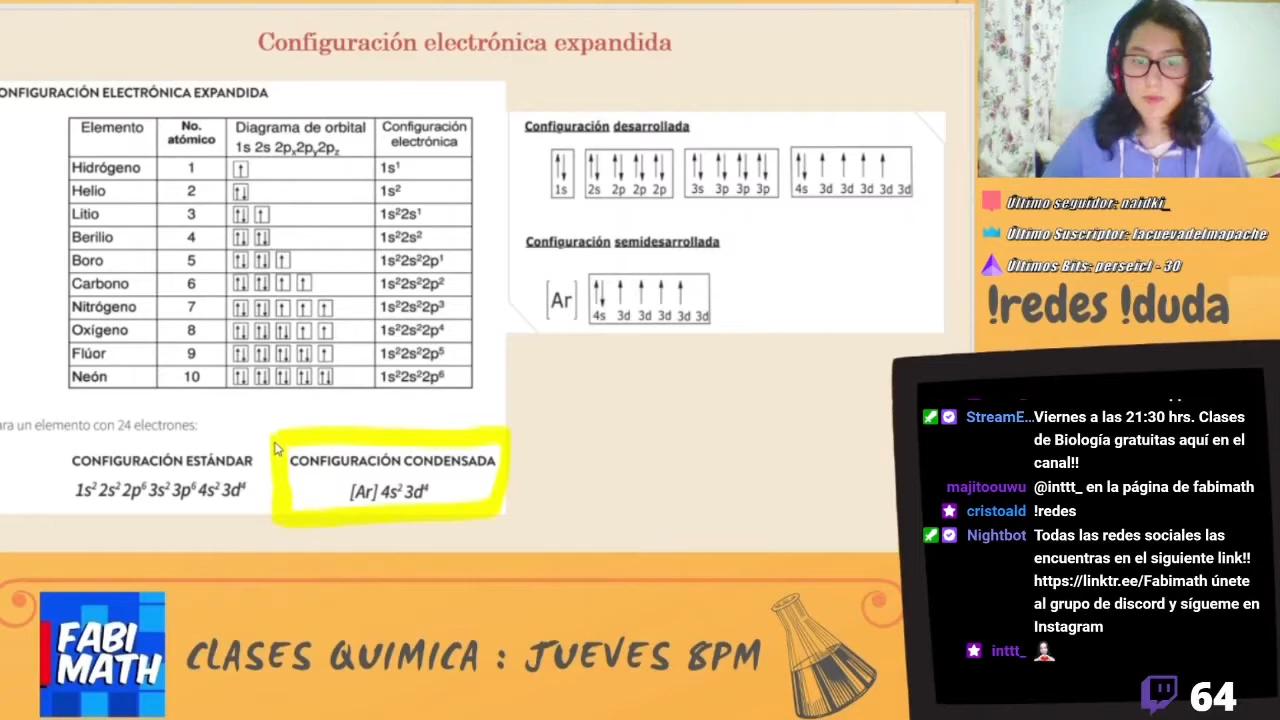 Configuración electrónica expandida
ONFIGURACIÓN ELECTRÓNICA EXPANDIDA
Elemento No. atómico Diagrama de orbital 1s 2s 2pₓ2pᵧ2p_z Configuración electrónica
Hidrógeno 1 ↑ 1s¹
Helio 2 ↑↓ 1s²
Litio 3 ↑↓ ↑ 1s²2s¹
Berilio 4 ↑↓ ↑↓ 1s²2s²
Boro 5 ↑↓ ↑↓ ↑ 1s²2s²2p¹
Carbono 6 ↑↓ ↑↓ ↑ ↑ 1s²2s²2p²
Nitrógeno 7 ↑↓ ↑↓ ↑ ↑ ↑ 1s²2s²2p³
Oxígeno 8 ↑↓ ↑↓ ↑↓ ↑ ↑ 1s²2s²2p⁴
Flúor 9 ↑↓ ↑↓ ↑↓ ↑↓ ↑ 1s²2s²2p⁵
Neón 10 ↑↓ ↑↓ ↑↓ ↑↓ ↑↓ 1s²2s²2p⁶
ara un elemento con 24 electrones:
CONFIGURACIÓN ESTÁNDAR
1s² 2s² 2p⁶ 3s² 3p⁶ 4s² 3d⁴
CONFIGURACIÓN CONDENSADA
[Ar] 4s² 3d⁴
Configuración desarrollada
↑↓ ↑↓ ↑↓ ↑↓ ↑↓ ↑↓ ↑↓ ↑↓ ↑↓ ↑↓ ↑ ↑ ↑ ↑
1s 2s 2p 2p 2p 3s 3p 3p 3p 4s 3d 3d 3d 3d 3d
Configuración semidesarrollada
[Ar] ↑↓ ↑ ↑ ↑ ↑
4s 3d 3d 3d 3d 3d
Último seguidor: naidki_
Último Suscriptor: lacuevadelmapache
Últimos Bits: perseicl - 30
!redes !duda
StreamE... Viernes a las 21:30 hrs. Clases
de Biología gratuitas aquí en el
canal!!
majitoouwu @inttt_ en la página de fabimath
cristoald !redes
Nightbot Todas las redes sociales las
encuentras en el siguiente link!!
https://linktr.ee/Fabimath únete
al grupo de discord y sígueme en
Instagram
inttt_
64
FABI
MATH
CLASES QUIMICA : JUEVES 8PM